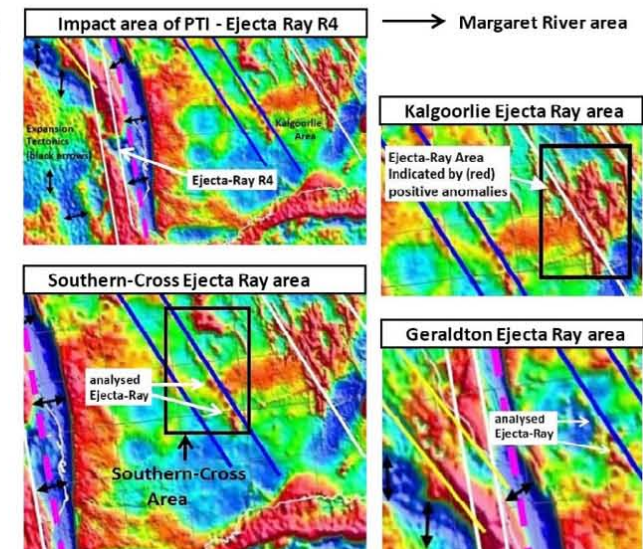 Impact area of PTI - Ejecta Ray R4
Margaret River area
Expansion
Tectonics
(black arrows)
Kalgoorlie
Area
Ejecta-Ray R4
Kalgoorlie Ejecta Ray area
Ejecta-Ray Area
Indicated by (red)
positive anomalies
Southern-Cross Ejecta Ray area
analysed
Ejecta-Ray
Southern-Cross
Area
Geraldton Ejecta Ray area
analysed
Ejecta-Ray